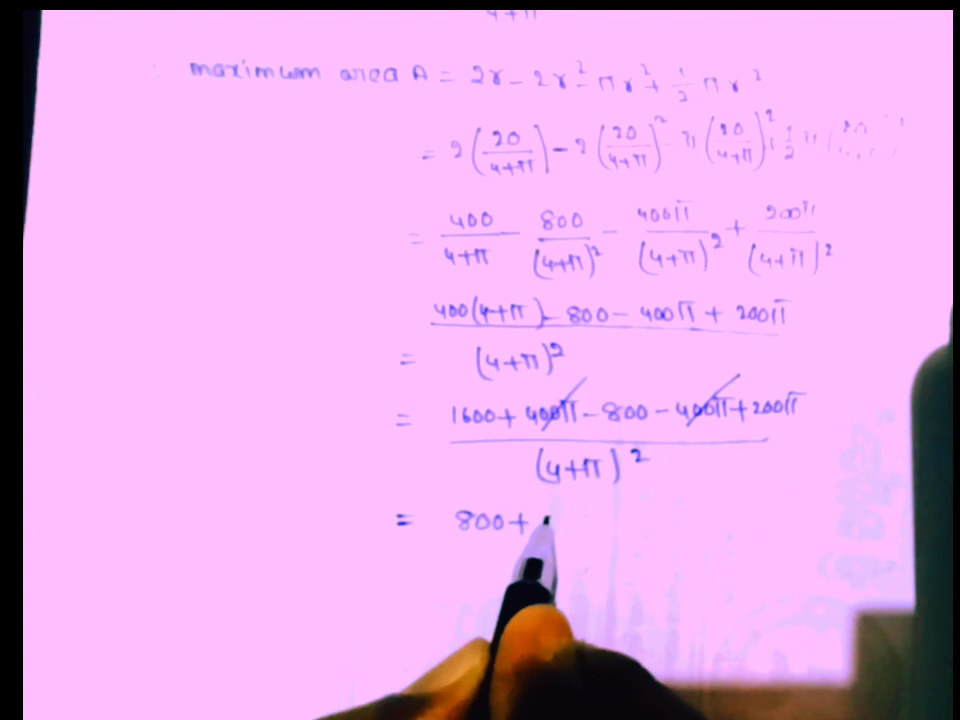 4+π
maximum area A = 2r - 2r² - πr² + 1/2 πr²
= 2(20/4+π) - 2(20/4+π)² - π(20/4+π)² + 1/2 π(20
= 400/4+π - 800/(4+π)² - 400π/(4+π)² + 200π/(4+π)²
= 400(4+π) - 800 - 400π + 200π / (4+π)²
= 1600 + 400π - 800 - 400π + 200π / (4+π)²
= 800 +